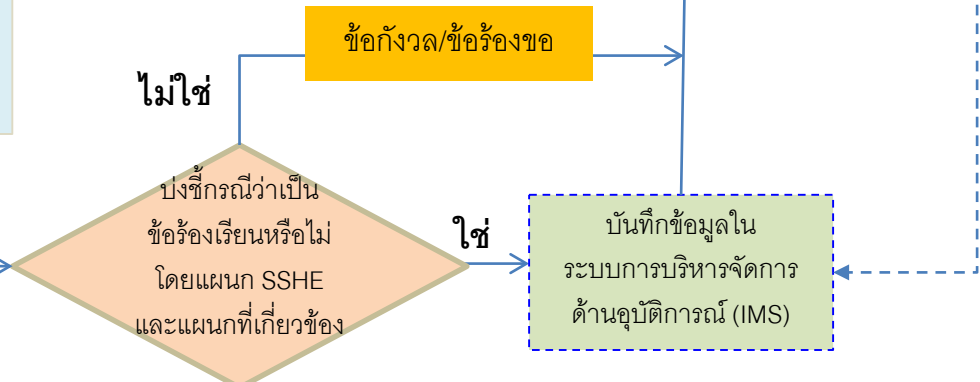 ข้อกังวล/ข้อร้องขอ
ไม่ใช่
บ่งชี้กรณีว่าเป็น
ข้อร้องเรียนหรือไม่
โดยแผนก SSHE
และแผนกที่เกี่ยวข้อง
ใช่
บันทึกข้อมูลใน
ระบบการบริหารจัดการ
ด้านอุบัติการณ์ (IMS)